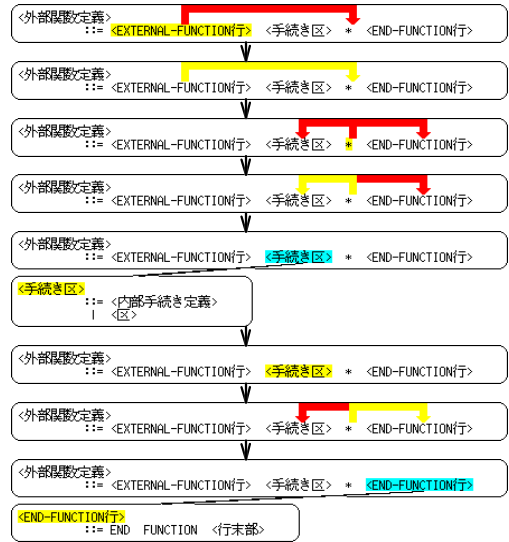 <外部関数定義>
::= <EXTERNAL-FUNCTION行> <手続き区> * <END-FUNCTION行>
<外部関数定義>
::= <EXTERNAL-FUNCTION行> <手続き区> * <END-FUNCTION行>
<外部関数定義>
::= <EXTERNAL-FUNCTION行> <手続き区> * <END-FUNCTION行>
<外部関数定義>
::= <EXTERNAL-FUNCTION行> <手続き区> * <END-FUNCTION行>
<外部関数定義>
::= <EXTERNAL-FUNCTION行> <手続き区> * <END-FUNCTION行>
<手続き区>
::= <内部手続き定義>
| <区>
<外部関数定義>
::= <EXTERNAL-FUNCTION行> <手続き区> * <END-FUNCTION行>
<外部関数定義>
::= <EXTERNAL-FUNCTION行> <手続き区> * <END-FUNCTION行>
<外部関数定義>
::= <EXTERNAL-FUNCTION行> <手続き区> * <END-FUNCTION行>
<END-FUNCTION行>
::= END FUNCTION <行末部>